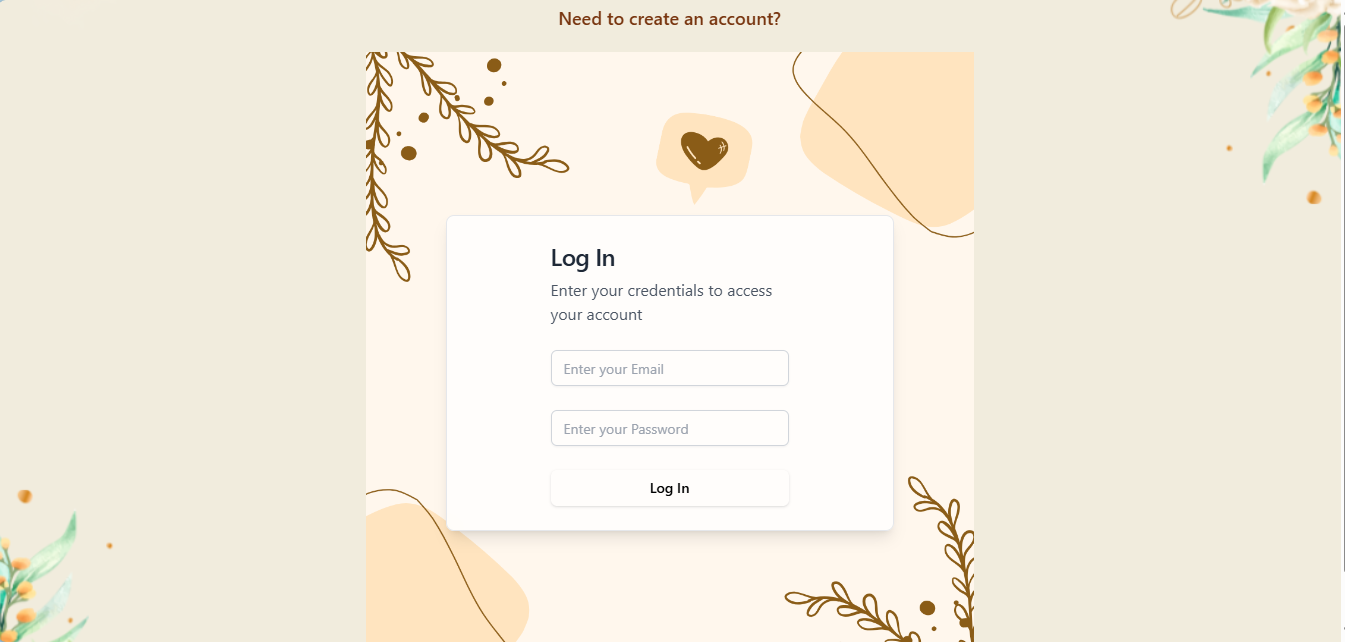 Need to create an account?
Log In
Enter your credentials to access
your account
Enter your Email
Enter your Password
Log In